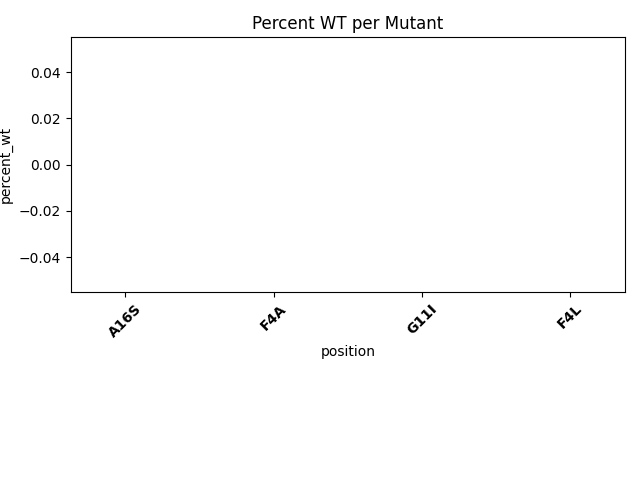 Percent WT per Mutant
percent_wt
0.04
0.02
0.00
−0.02
−0.04
A16S
F4A
G11I
F4L
position